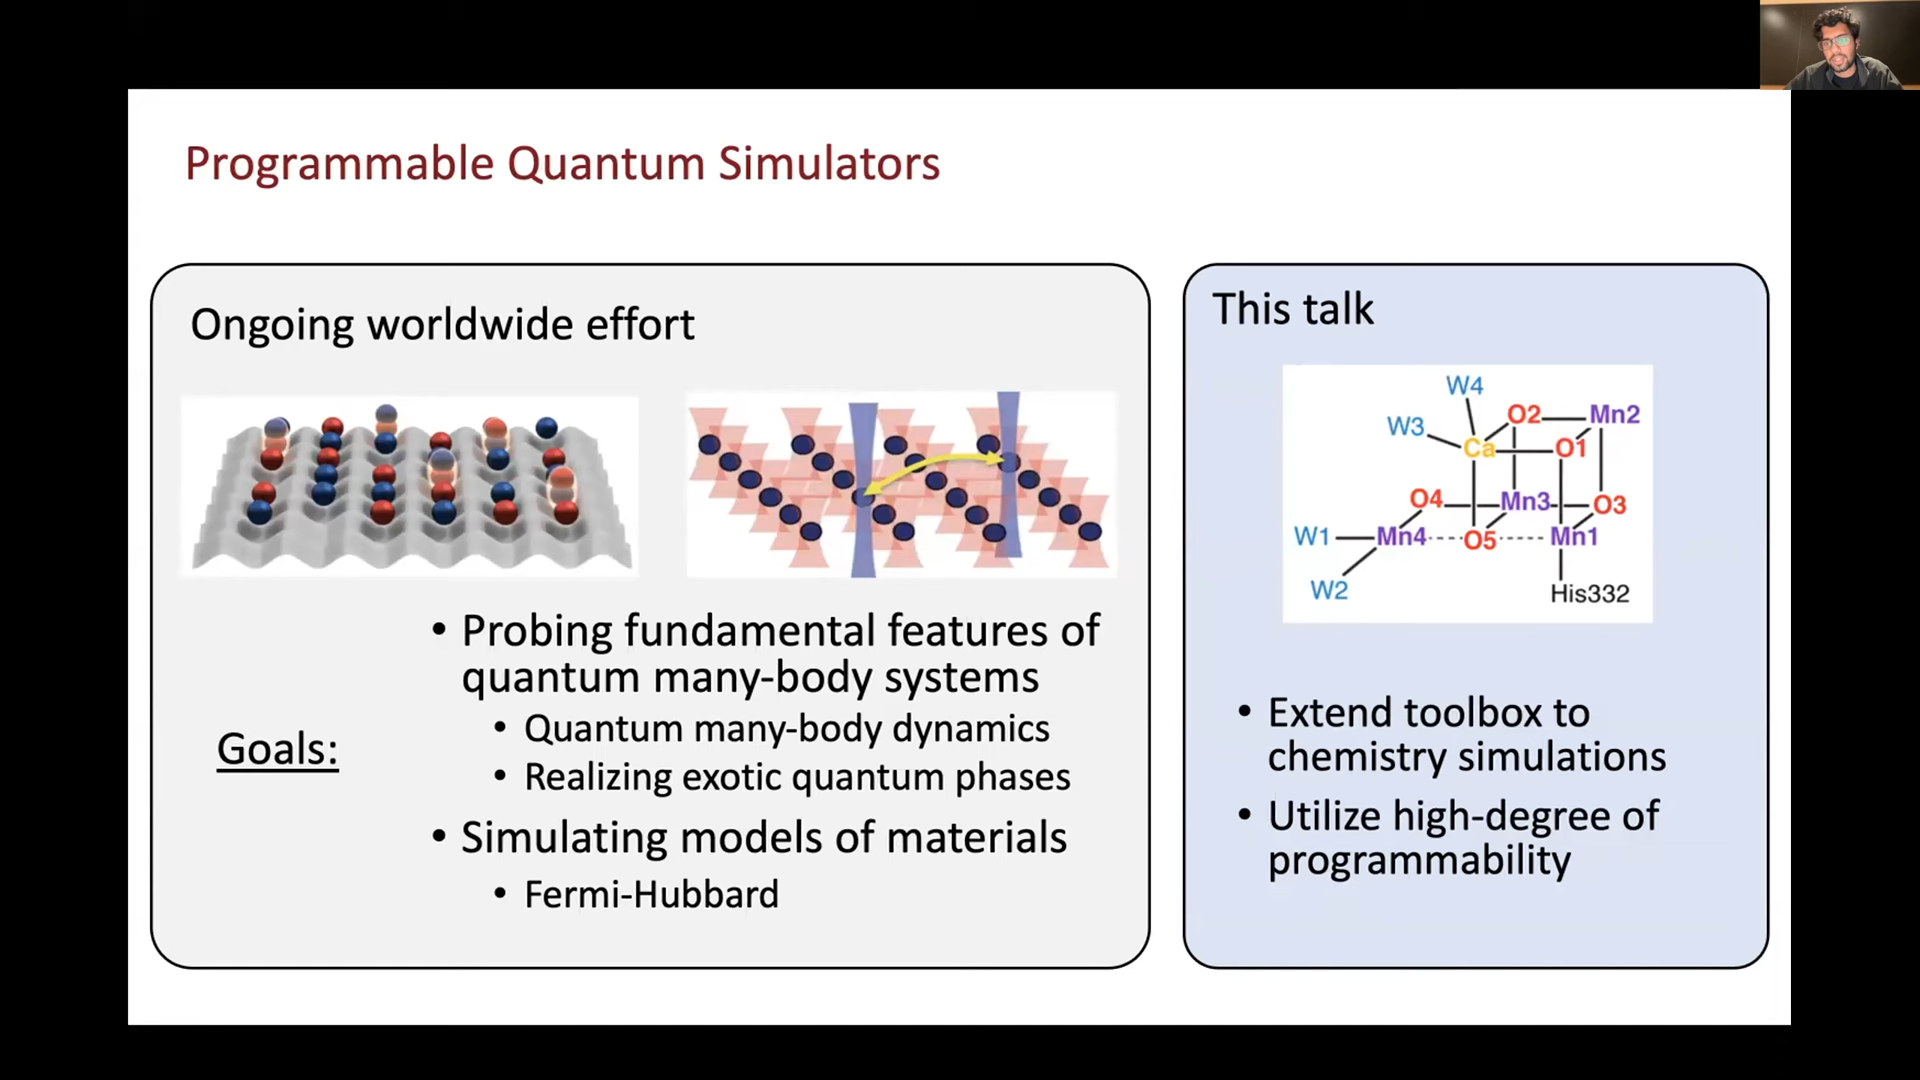 Programmable Quantum Simulators
Ongoing worldwide effort
Goals:
• Probing fundamental features of
quantum many-body systems
• Quantum many-body dynamics
• Realizing exotic quantum phases
• Simulating models of materials
• Fermi-Hubbard
This talk
W4
W3
O2
Mn2
Ca
O1
O4
Mn3
O3
W1
Mn4
O5
Mn1
W2
His332
• Extend toolbox to
chemistry simulations
• Utilize high-degree of
programmability